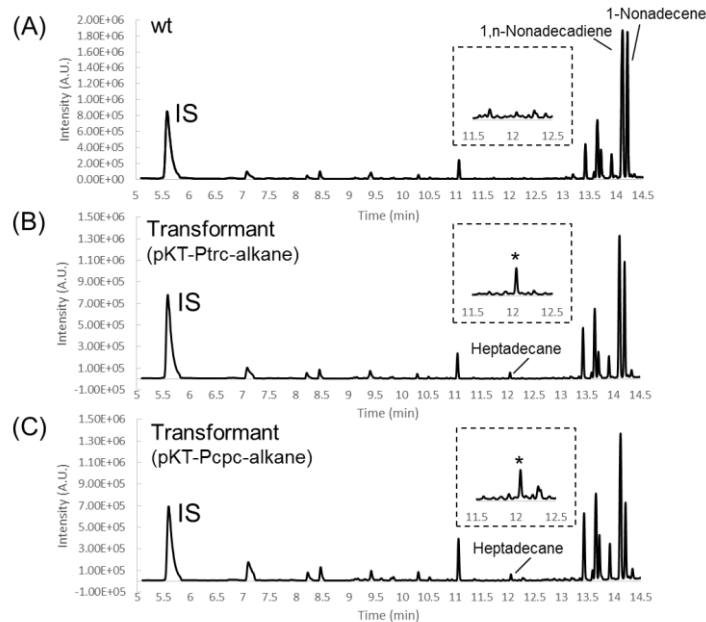 (A)
wt
1,n-Nonadecadiene
1-Nonadecene
2.00E+06
1.80E+06
1.60E+06
1.40E+06
1.20E+06
1.00E+06
8.00E+05
6.00E+05
4.00E+05
2.00E+05
0.00E+00
Intensity (A.U.)
IS
11.5 12 12.5
5 5.5 6 6.5 7 7.5 8 8.5 9 9.5 10 10.5 11 11.5 12 12.5 13 13.5 14 14.5
Time (min)
(B)
Transformant
(pKT-Ptrc-alkane)
1.50E+06
1.30E+06
1.10E+06
9.00E+05
7.00E+05
5.00E+05
3.00E+05
1.00E+05
-1.00E+05
Intensity (A.U.)
IS
*
11.5 12 12.5
Heptadecane
5 5.5 6 6.5 7 7.5 8 8.5 9 9.5 10 10.5 11 11.5 12 12.5 13 13.5 14 14.5
Time (min)
(C)
Transformant
(pKT-Pcpc-alkane)
1.50E+06
1.30E+06
1.10E+06
9.00E+05
7.00E+05
5.00E+05
3.00E+05
1.00E+05
-1.00E+05
Intensity (A.U.)
IS
*
11.5 12 12.5
Heptadecane
5 5.5 6 6.5 7 7.5 8 8.5 9 9.5 10 10.5 11 11.5 12 12.5 13 13.5 14 14.5
Time (min)